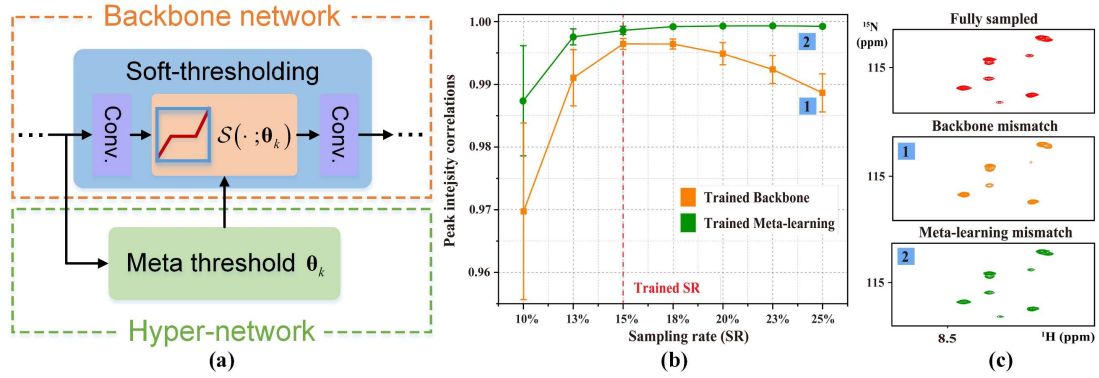 Backbone network
Soft-thresholding
Conv.
S(· ;θk)
Conv.
Meta threshold θk
Hyper-network
(a)
Peak intejsity correlations
1.00
0.99
0.98
0.97
0.96
2
1
Trained Backbone
Trained Meta-learning
Trained SR
10% 13% 15% 18% 20% 23% 25%
Sampling rate (SR)
(b)
Fully sampled
15N
(ppm)
115
Backbone mismatch
1
115
Meta-learning mismatch
2
115
8.5
1H (ppm)
(c)